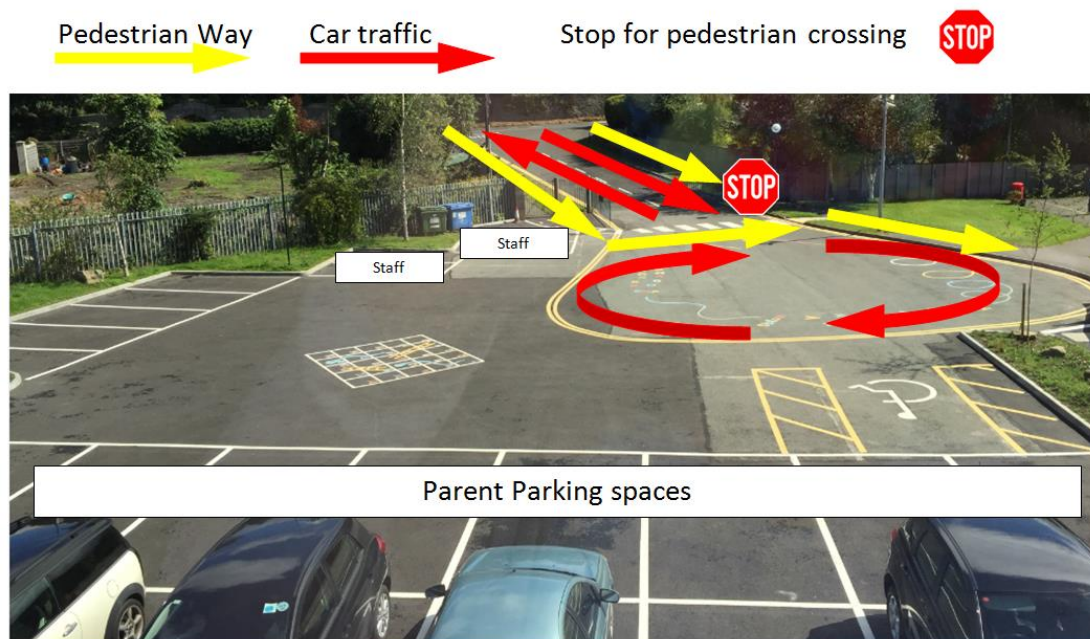 Pedestrian Way
Car traffic
Stop for pedestrian crossing
STOP
STOP
Staff
Staff
Parent Parking spaces